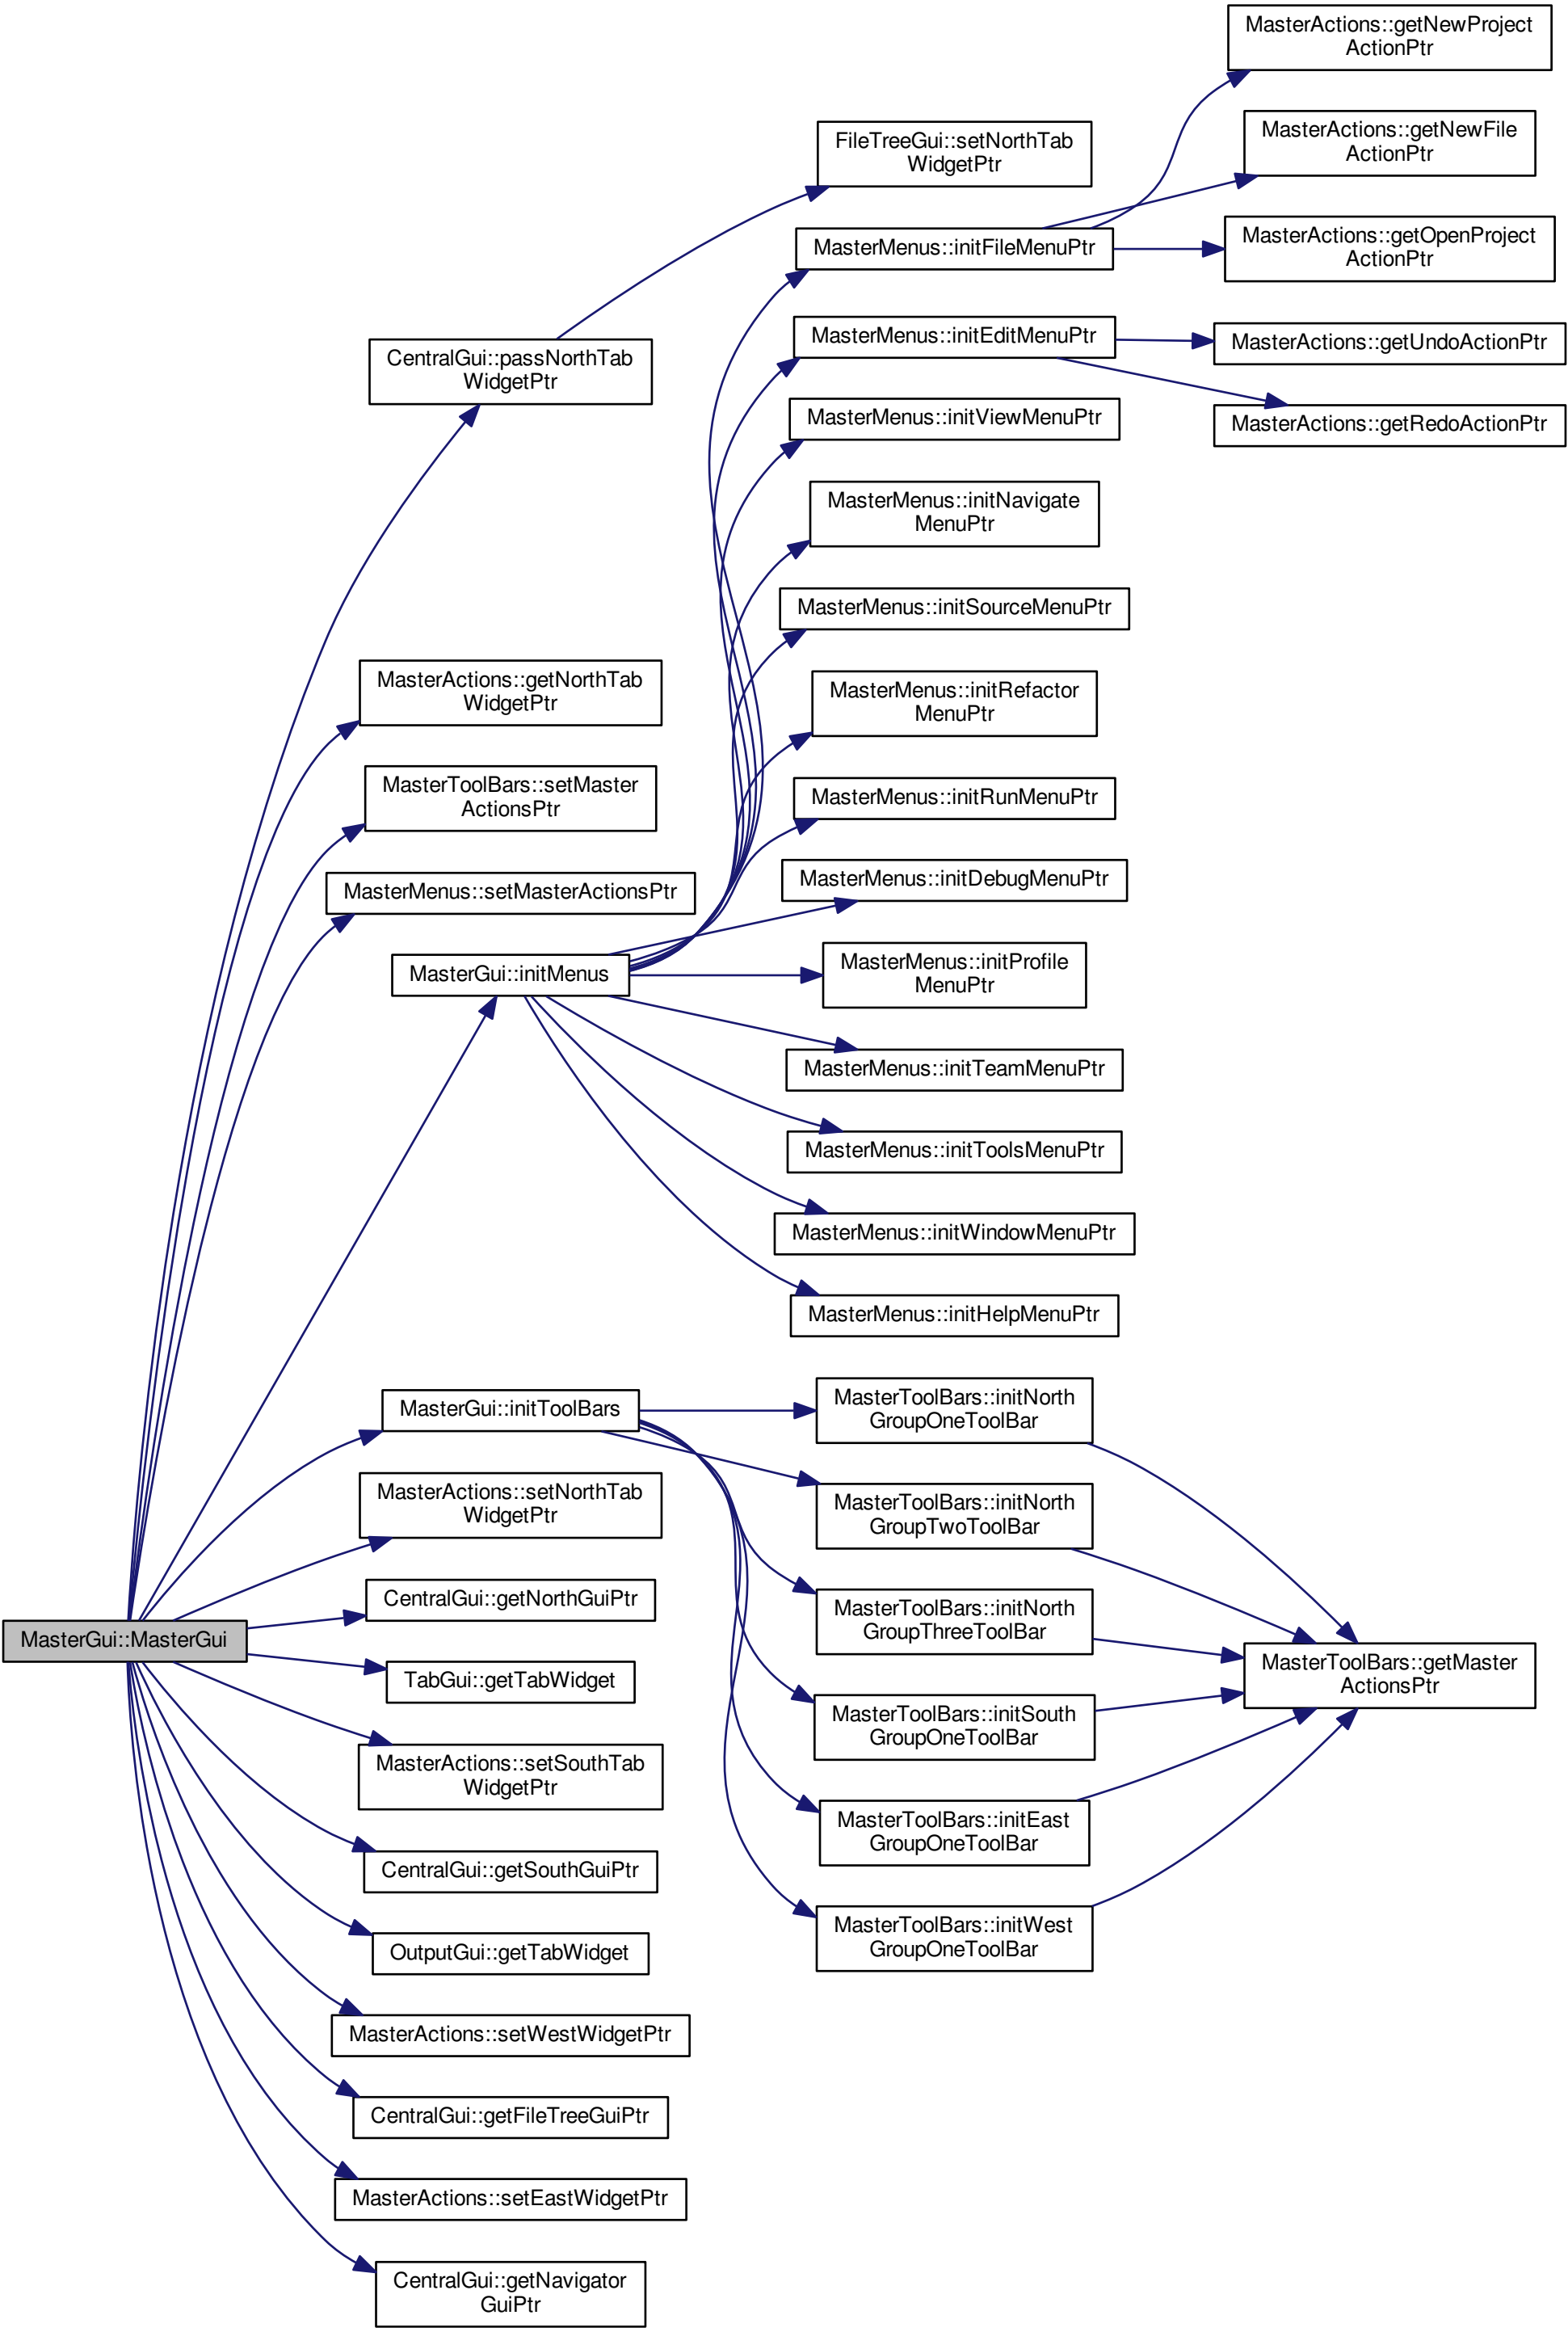 MasterActions::getNewProject
ActionPtr
MasterActions::getNewFile
ActionPtr
FileTreeGui::setNorthTab
WidgetPtr
MasterMenus::initFileMenuPtr
MasterActions::getOpenProject
ActionPtr
MasterMenus::initEditMenuPtr
MasterActions::getUndoActionPtr
CentralGui::passNorthTab
WidgetPtr
MasterMenus::initViewMenuPtr
MasterActions::getRedoActionPtr
MasterMenus::initNavigate
MenuPtr
MasterMenus::initSourceMenuPtr
MasterActions::getNorthTab
WidgetPtr
MasterMenus::initRefactor
MenuPtr
MasterToolBars::setMaster
ActionsPtr
MasterMenus::initRunMenuPtr
MasterMenus::setMasterActionsPtr
MasterMenus::initDebugMenuPtr
MasterGui::initMenus
MasterMenus::initProfile
MenuPtr
MasterMenus::initTeamMenuPtr
MasterMenus::initToolsMenuPtr
MasterMenus::initWindowMenuPtr
MasterMenus::initHelpMenuPtr
MasterGui::initToolBars
MasterToolBars::initNorth
GroupOneToolBar
MasterActions::setNorthTab
WidgetPtr
MasterToolBars::initNorth
GroupTwoToolBar
CentralGui::getNorthGuiPtr
MasterToolBars::initNorth
GroupThreeToolBar
MasterGui::MasterGui
TabGui::getTabWidget
MasterToolBars::getMaster
ActionsPtr
MasterToolBars::initSouth
GroupOneToolBar
MasterActions::setSouthTab
WidgetPtr
MasterToolBars::initEast
GroupOneToolBar
CentralGui::getSouthGuiPtr
MasterToolBars::initWest
GroupOneToolBar
OutputGui::getTabWidget
MasterActions::setWestWidgetPtr
CentralGui::getFileTreeGuiPtr
MasterActions::setEastWidgetPtr
CentralGui::getNavigator
GuiPtr